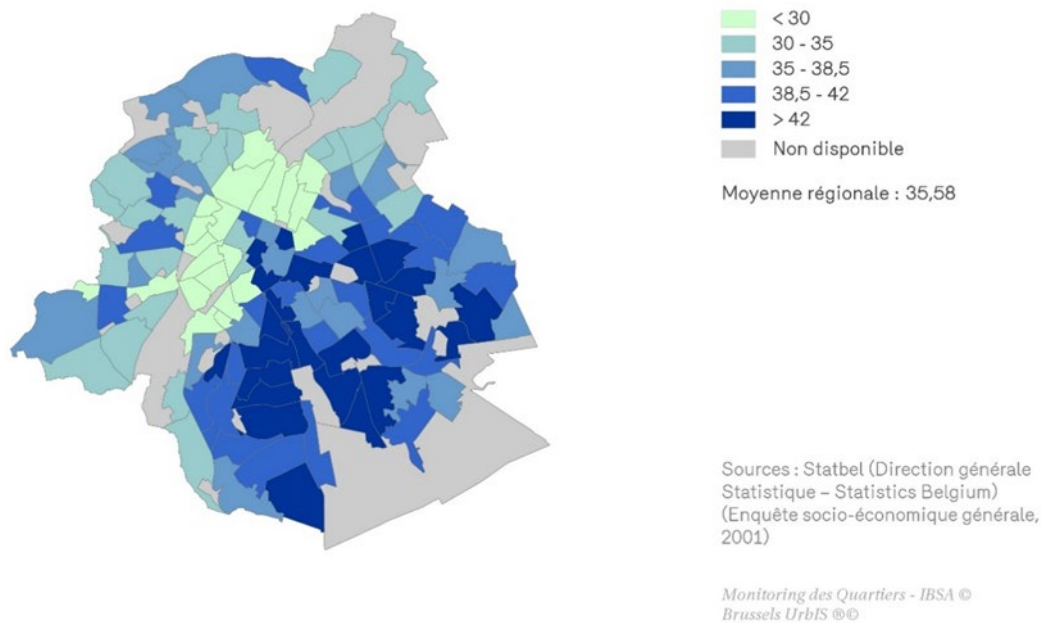 < 30
30 - 35
35 - 38,5
38,5 - 42
> 42
Non disponible
Moyenne régionale : 35,58
Sources : Statbel (Direction générale
Statistique – Statistics Belgium)
(Enquête socio-économique générale,
2001)
Monitoring des Quartiers - IBSA ©
Brussels UrbIS ®©